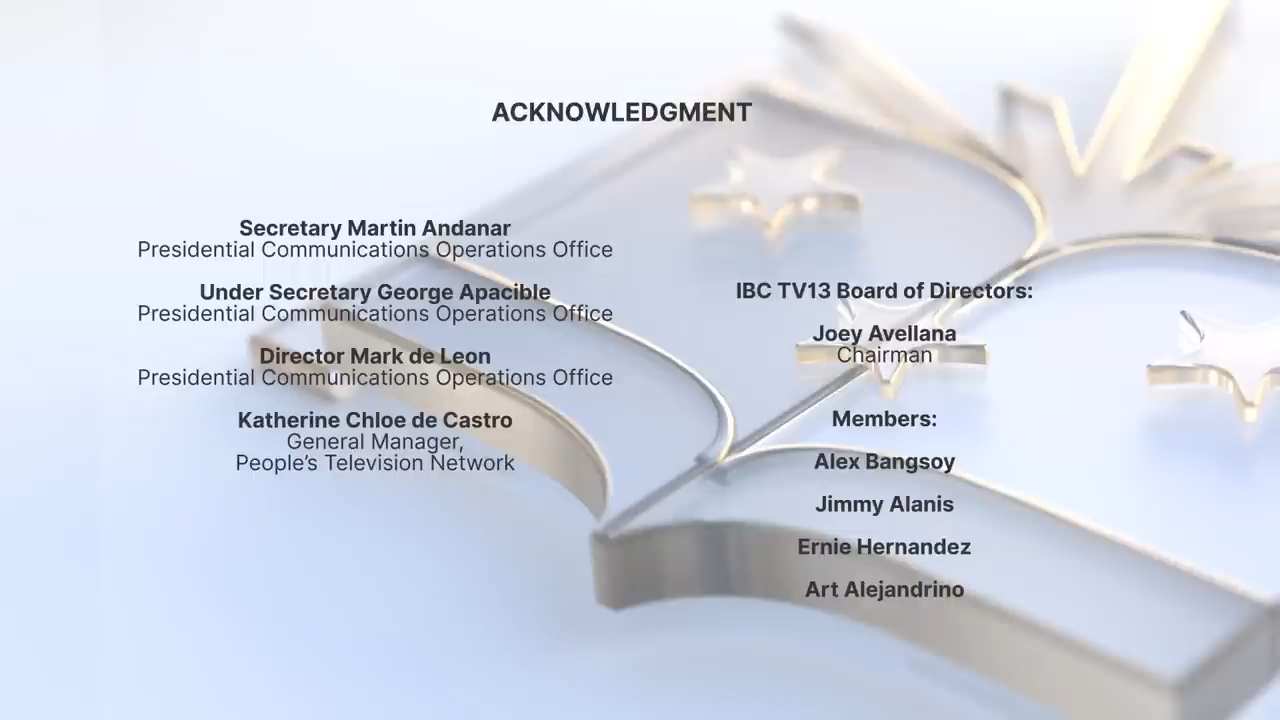 ACKNOWLEDGMENT
Secretary Martin Andanar
Presidential Communications Operations Office
Under Secretary George Apacible
Presidential Communications Operations Office
Director Mark de Leon
Presidential Communications Operations Office
Katherine Chloe de Castro
General Manager,
People’s Television Network
IBC TV13 Board of Directors:
Joey Avellana
Chairman
Members:
Alex Bangsoy
Jimmy Alanis
Ernie Hernandez
Art Alejandrino